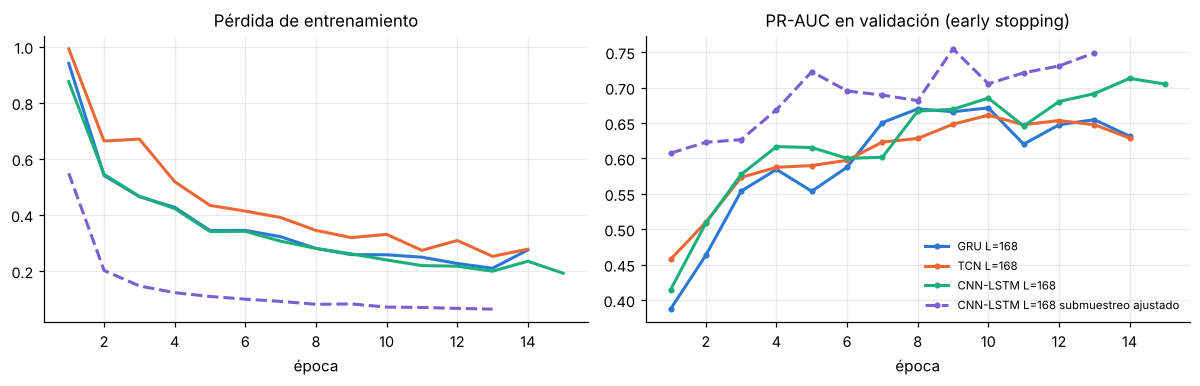 Pérdida de entrenamiento
1.0
0.8
0.6
0.4
0.2
2 4 6 8 10 12 14
época
PR-AUC en validación (early stopping)
0.75
0.70
0.65
0.60
0.55
0.50
0.45
0.40
GRU L=168
TCN L=168
CNN-LSTM L=168
CNN-LSTM L=168 submuestreo ajustado
2 4 6 8 10 12 14
época